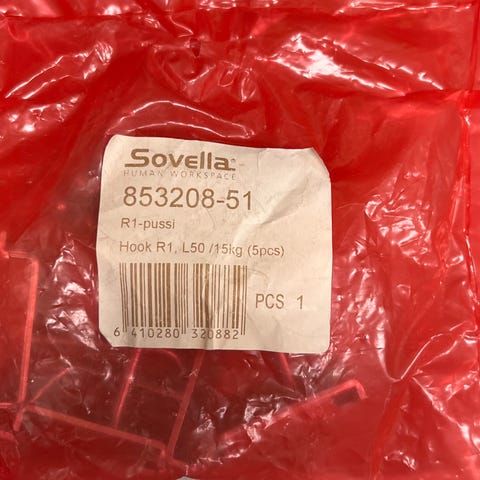 Sovella
HUMAN WORKSPACE
853208-51
R1-pussi
Hook R1, L50 /15kg (5pcs)
PCS 1
6 410280 320882